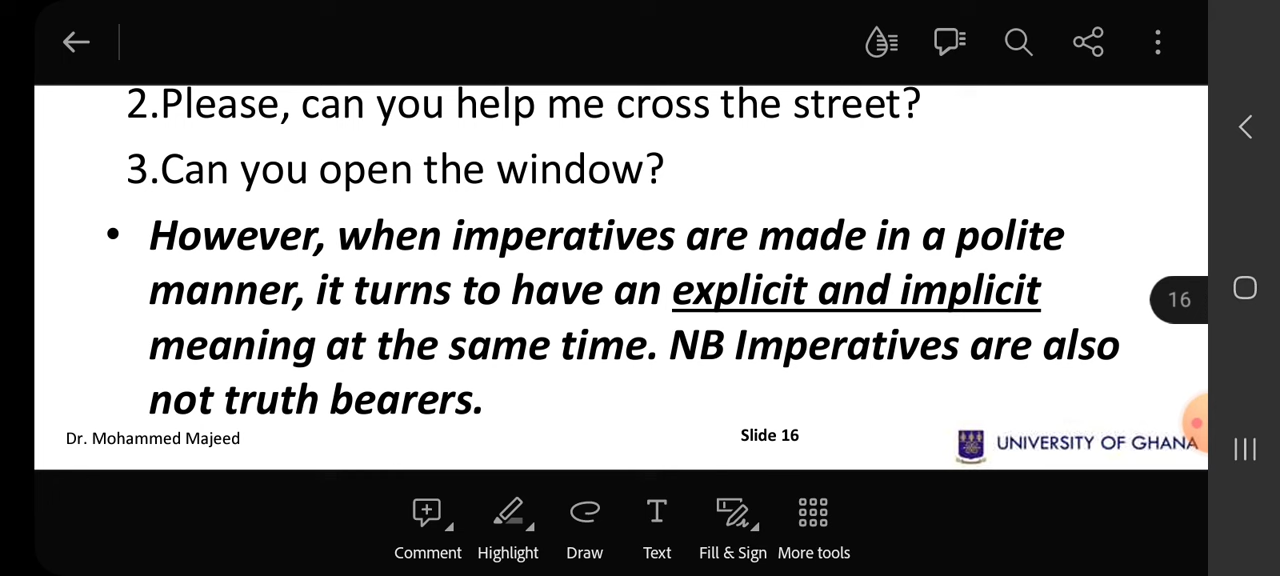 2.Please, can you help me cross the street?
3.Can you open the window?
• However, when imperatives are made in a polite
manner, it turns to have an explicit and implicit
meaning at the same time. NB Imperatives are also
not truth bearers.
16
Dr. Mohammed Majeed
Slide 16
UNIVERSITY OF GHANA
Comment
Highlight
Draw
Text
Fill & Sign
More tools